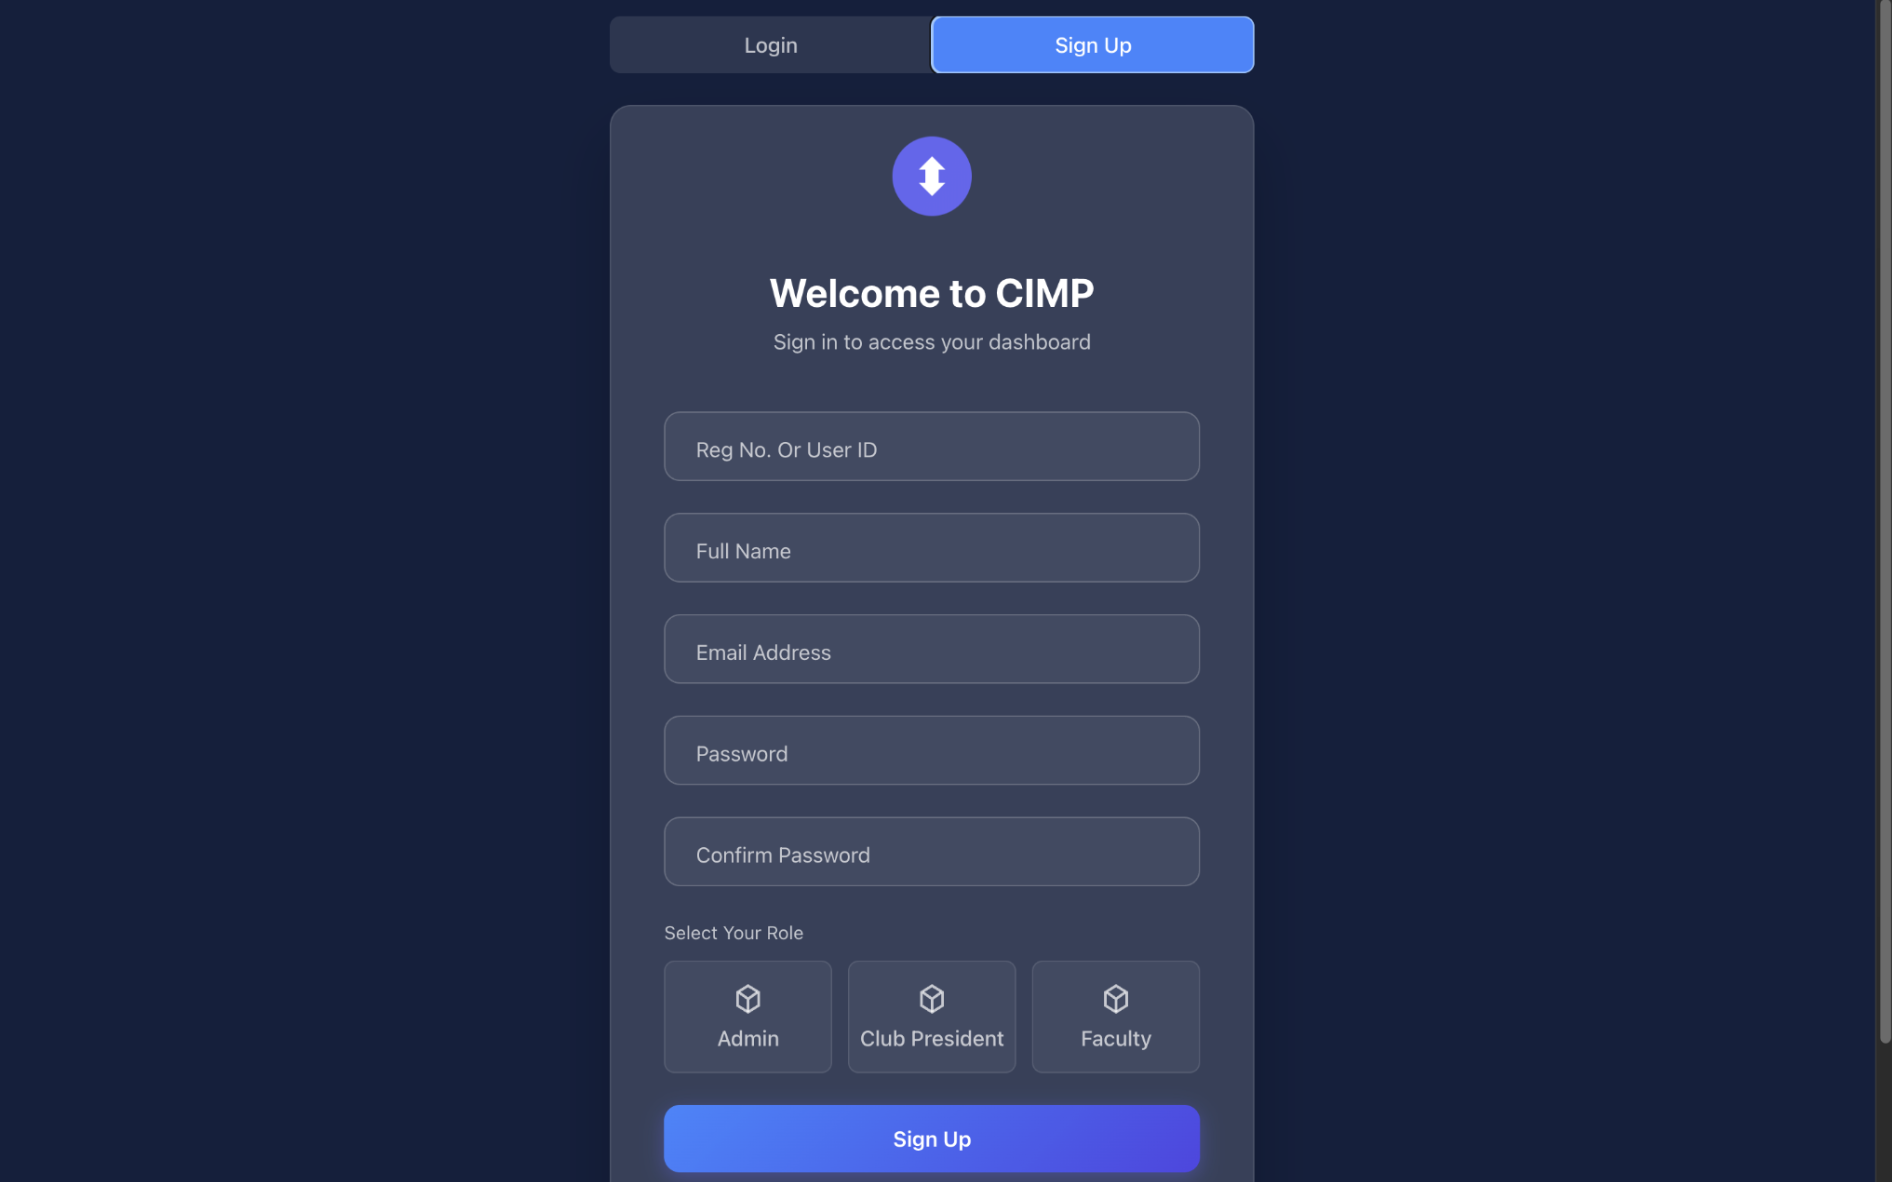 Login
Sign Up
Welcome to CIMP
Sign in to access your dashboard
Reg No. Or User ID
Full Name
Email Address
Password
Confirm Password
Select Your Role
Admin
Club President
Faculty
Sign Up